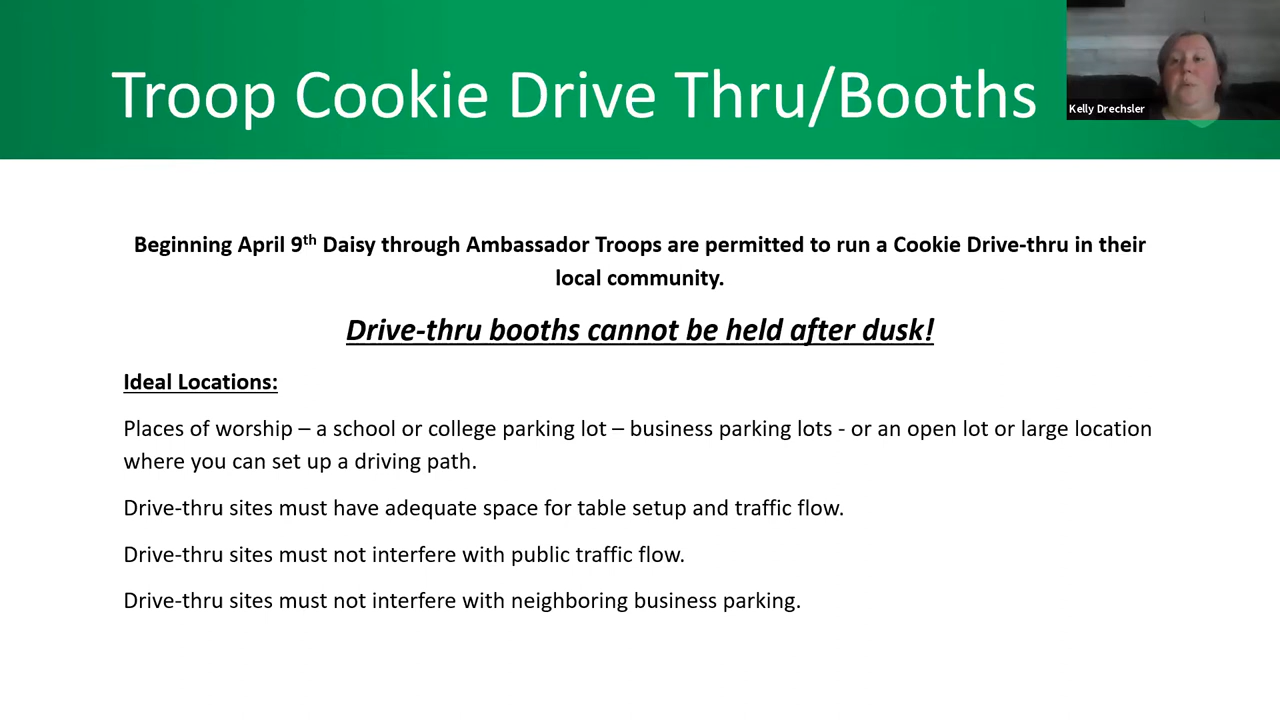 Troop Cookie Drive Thru/Booths
Kelly Drechsler
Beginning April 9th Daisy through Ambassador Troops are permitted to run a Cookie Drive-thru in their
local community.
Drive-thru booths cannot be held after dusk!
Ideal Locations:
Places of worship – a school or college parking lot – business parking lots - or an open lot or large location
where you can set up a driving path.
Drive-thru sites must have adequate space for table setup and traffic flow.
Drive-thru sites must not interfere with public traffic flow.
Drive-thru sites must not interfere with neighboring business parking.